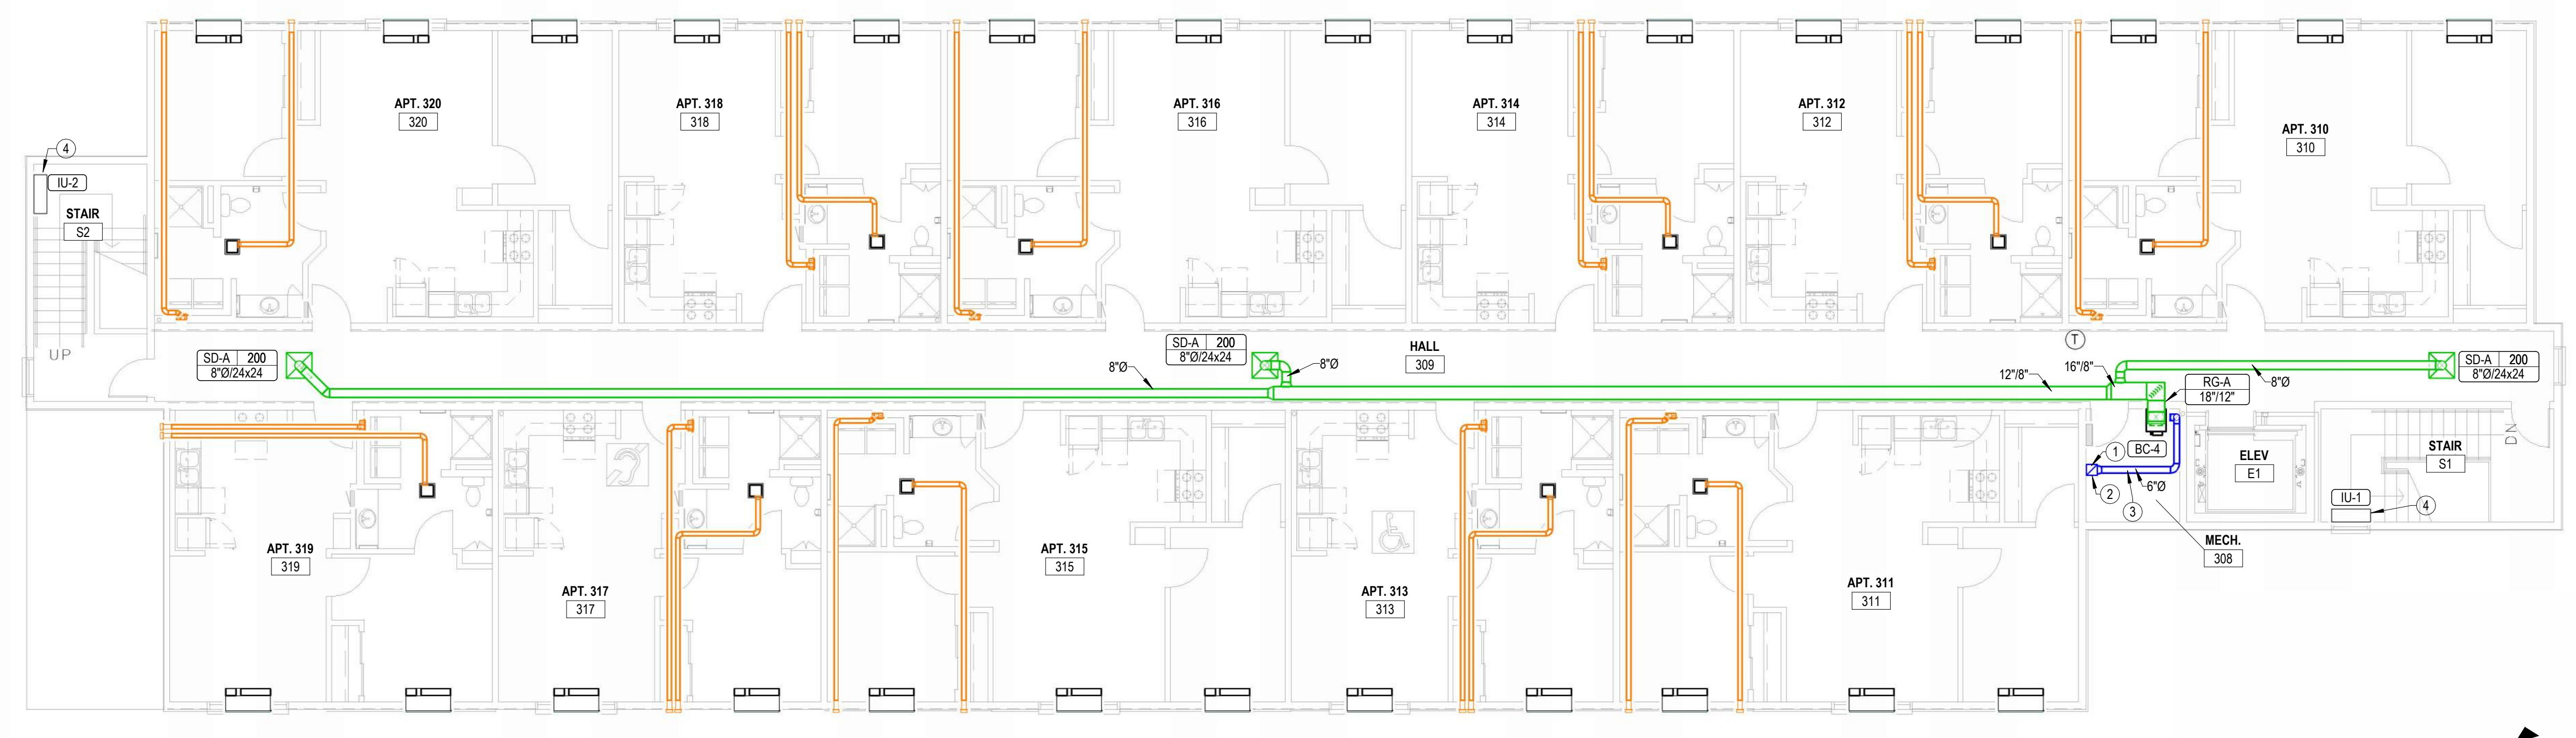 APT. 320
320
APT. 318
318
APT. 316
316
APT. 314
314
APT. 312
312
APT. 310
310
4
IU-2
STAIR
S2
UP
SD-A 200
8"Ø/24x24
8"Ø
SD-A 200
8"Ø/24x24
8"Ø
HALL
309
T
12"/8"
16"/8"
8"Ø
SD-A 200
8"Ø/24x24
RG-A
18"/12"
BC-4
1
2
3
6"Ø
MECH.
308
ELEV
E1
STAIR
S1
DN
IU-1
4
APT. 319
319
APT. 317
317
APT. 315
315
APT. 313
313
APT. 311
311